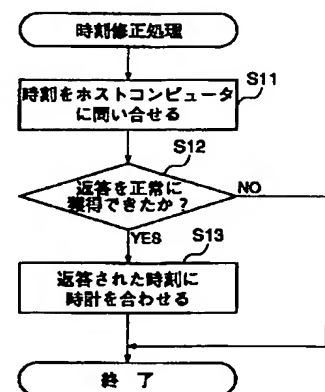 時刻修正処理
S11
時刻をホストコンピュータ
に問い合せる
S12
返答を正常に
獲得できたか?
NO
YES
S13
返答された時刻に
時計を合わせる
終 了